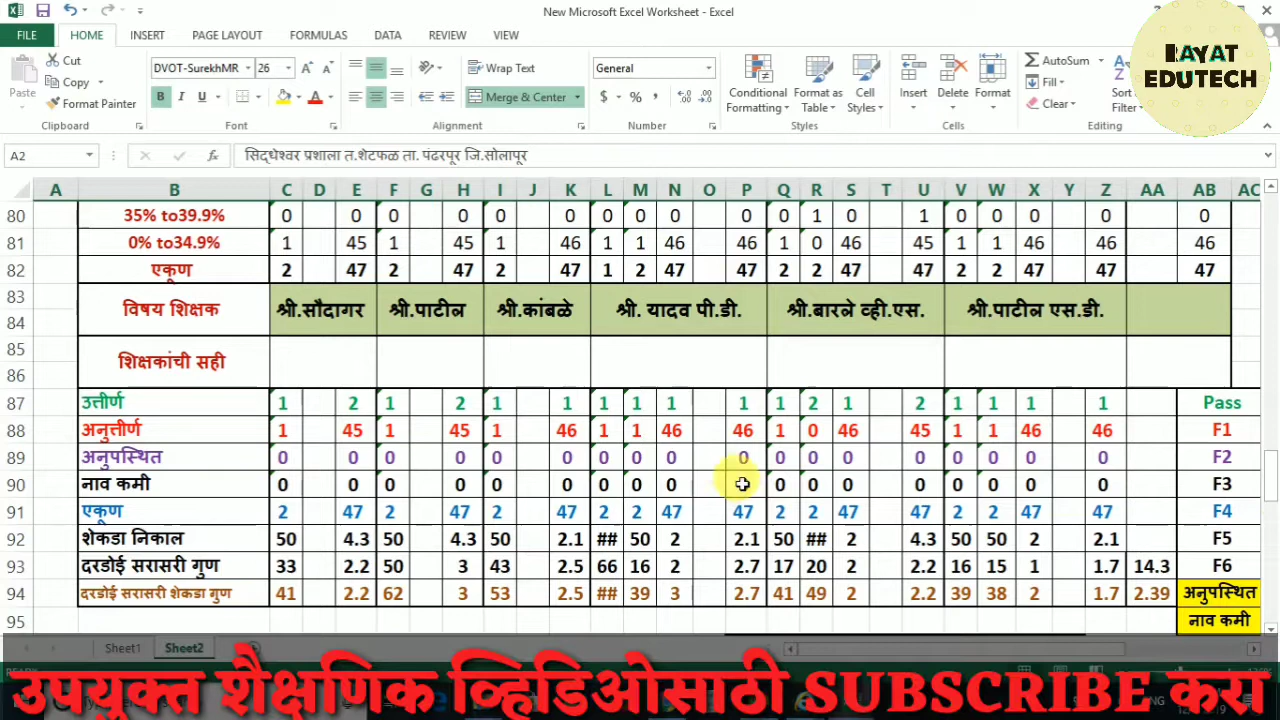 New Microsoft Excel Worksheet - Excel
FILE HOME INSERT PAGE LAYOUT FORMULAS DATA REVIEW VIEW
RAYAT
EDUTECH
Cut DVOT-SurekhMR 26 Wrap Text General AutoSum
Paste Copy Fill
Format Painter B I U Merge & Center $ % Conditional Formatting Format as Table Cell Styles Insert Delete Format Clear
Clipboard Font Alignment Number Styles Cells Editing
A2 सिद्धेश्वर प्रशाला त.शेटफळ ता. पंढरपूर जि.सोलापूर
A B C D E F G H I J K L M N O P Q R S T U V W X Y Z AA AB AC
80 35% to39.9% 0 0 0 0 0 0 0 0 0 0 0 1 0 1 0 0 0 0 0
81 0% to34.9% 1 45 1 45 1 46 1 1 46 46 1 0 46 45 1 1 46 46 46
82 एकूण 2 47 2 47 2 47 1 2 47 47 2 2 47 47 2 2 47 47 47
83 विषय शिक्षक श्री.सौदागर श्री.पाटील श्री.कांबळे श्री. यादव पी.डी. श्री.बारले व्ही.एस. श्री.पाटील एस.डी.
84
85 शिक्षकांची सही
86
87 उत्तीर्ण 1 2 1 2 1 1 1 1 1 1 1 2 1 2 1 1 1 1 Pass
88 अनुत्तीर्ण 1 45 1 45 1 46 1 1 46 46 1 0 46 45 1 1 46 46 F1
89 अनुपस्थित 0 0 0 0 0 0 0 0 0 0 0 0 0 0 0 0 0 0 F2
90 नाव कमी 0 0 0 0 0 0 0 0 0 0 0 0 0 0 0 0 0 F3
91 एकूण 2 47 2 47 2 47 2 2 47 47 2 2 47 47 2 2 47 47 F4
92 शेकडा निकाल 50 4.3 50 4.3 50 2.1 ## 50 2 2.1 50 ## 2 4.3 50 50 2 2.1 F5
93 दरडोई सरासरी गुण 33 2.2 50 3 43 2.5 66 16 2 2.7 17 20 2 2.2 16 15 1 1.7 14.3 F6
94 दरडोई सरासरी शेकडा गुण 41 2.2 62 3 53 2.5 ## 39 3 2.7 41 49 2 2.2 39 38 2 1.7 2.39 अनुपस्थित
95 नाव कमी
Sheet1 Sheet2
उपयुक्त शैक्षणिक व्हिडिओसाठी SUBSCRIBE करा